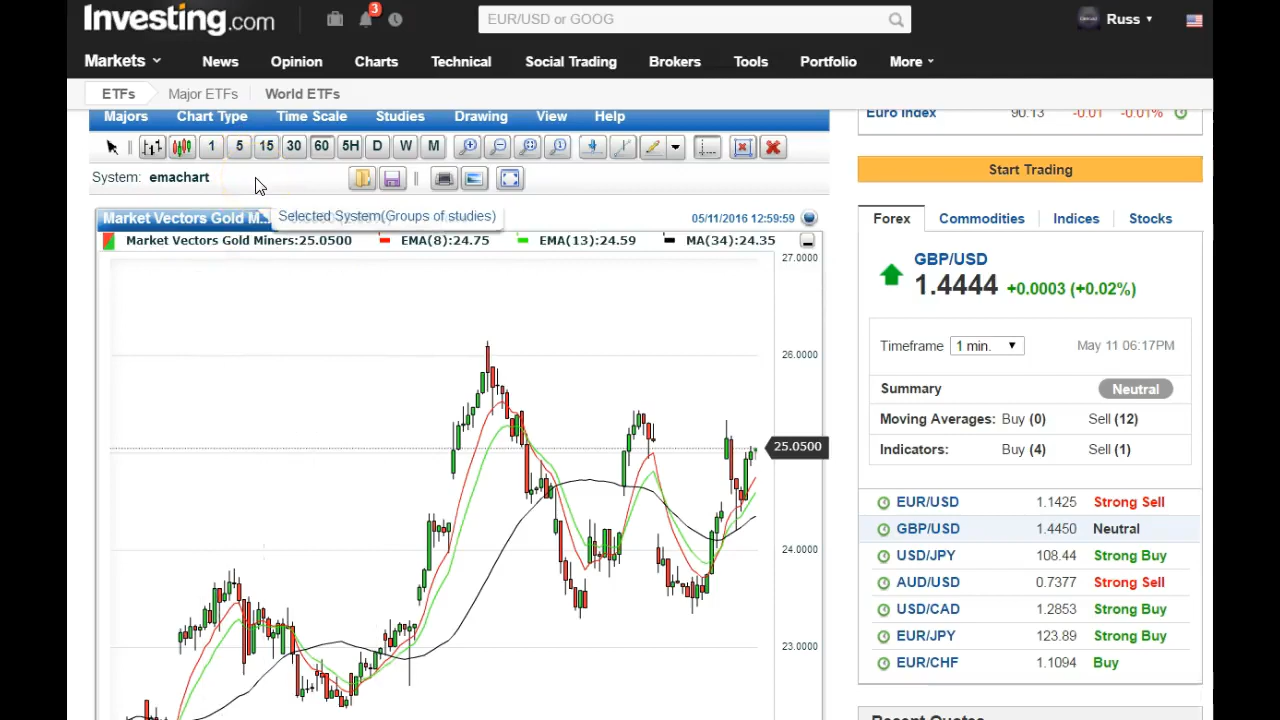 Investing.com
3
EUR/USD or GOOG
Russ
Markets News Opinion Charts Technical Social Trading Brokers Tools Portfolio More
ETFs Major ETFs World ETFs
Majors Chart Type Time Scale Studies Drawing View Help
Euro Index 90.13 -0.01 -0.01%
1 5 15 30 60 5H D W M
Start Trading
System: emachart
Selected System(Groups of studies)
Market Vectors Gold M... 05/11/2016 12:59:59
Market Vectors Gold Miners:25.0500 EMA(8):24.75 EMA(13):24.59 MA(34):24.35
27.0000
26.0000
25.0500
24.0000
23.0000
Forex Commodities Indices Stocks
GBP/USD
1.4444 +0.0003 (+0.02%)
Timeframe 1 min. May 11 06:17PM
Summary Neutral
Moving Averages: Buy (0) Sell (12)
Indicators: Buy (4) Sell (1)
EUR/USD 1.1425 Strong Sell
GBP/USD 1.4450 Neutral
USD/JPY 108.44 Strong Buy
AUD/USD 0.7377 Strong Sell
USD/CAD 1.2853 Strong Buy
EUR/JPY 123.89 Strong Buy
EUR/CHF 1.1094 Buy
Recent Quotes